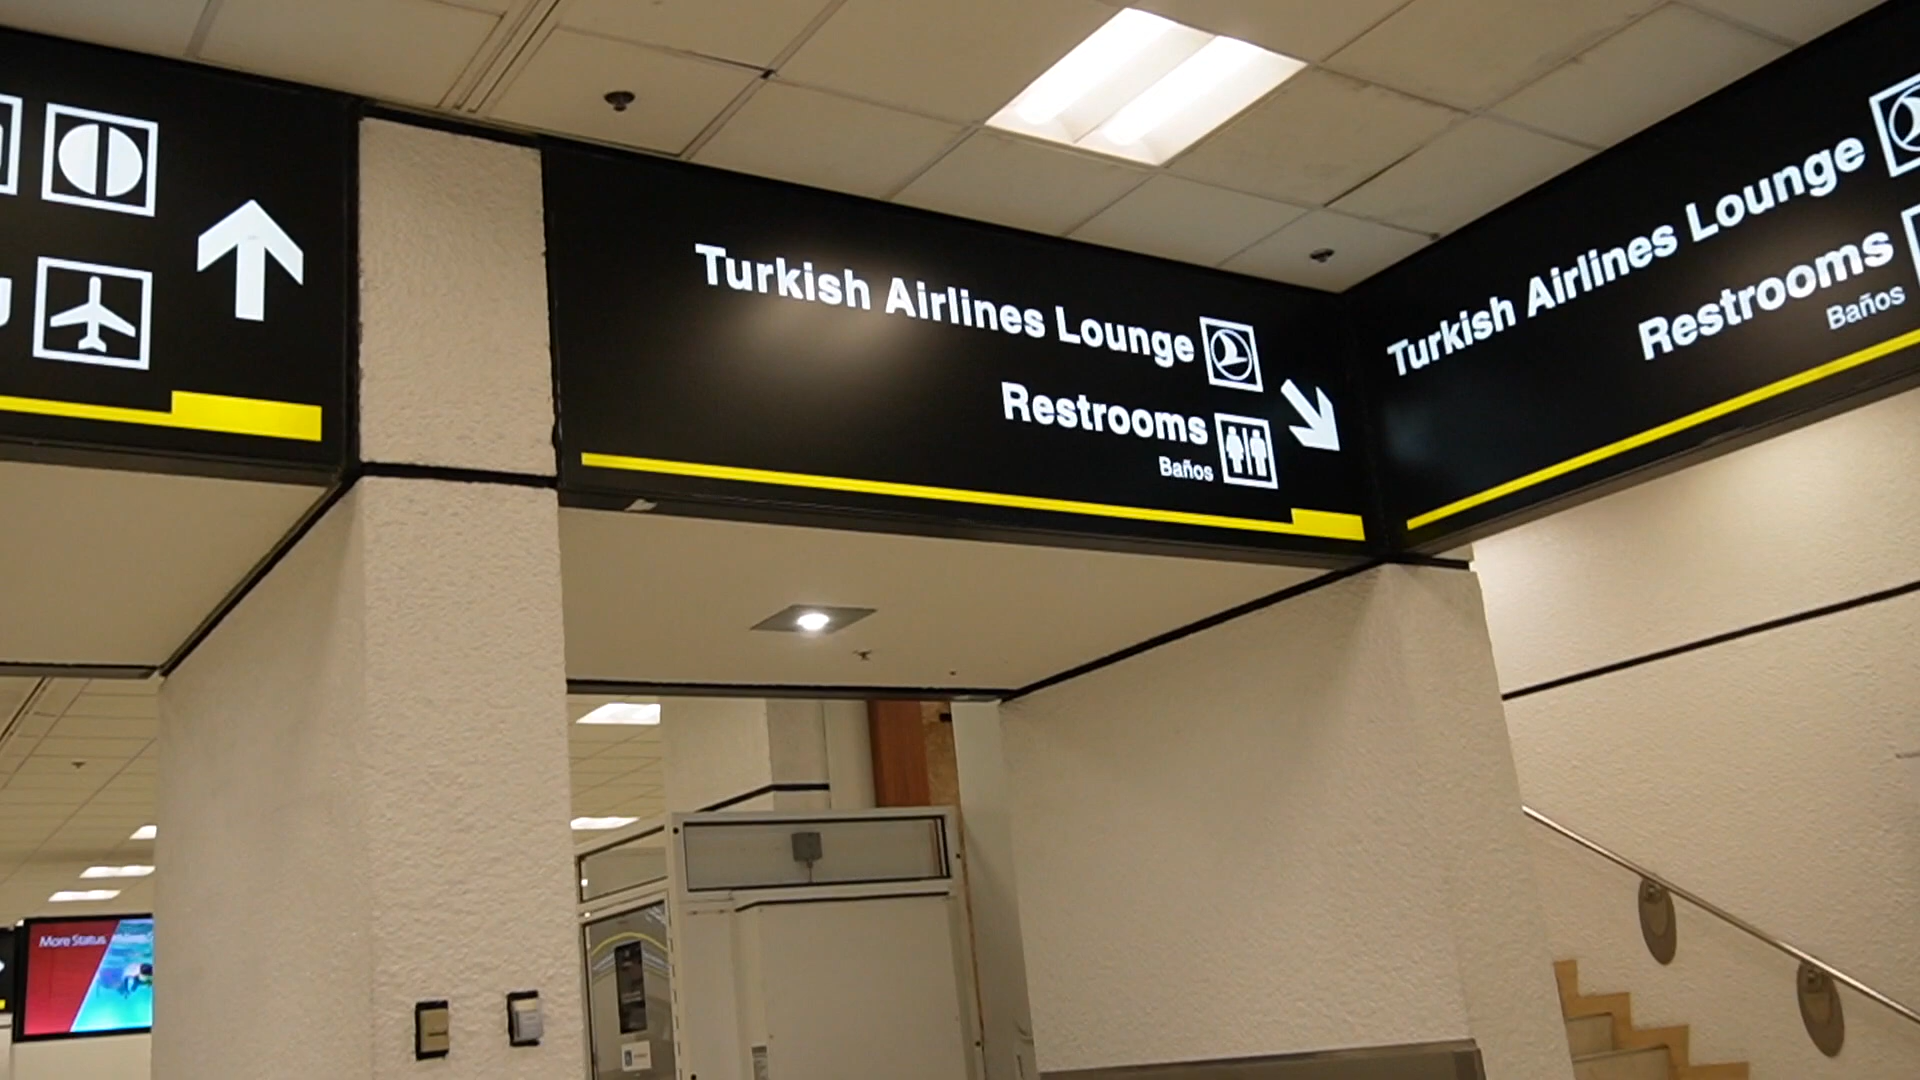 Turkish Airlines Lounge
Restrooms
Baños
Turkish Airlines Lounge
Restrooms
Baños
More Status